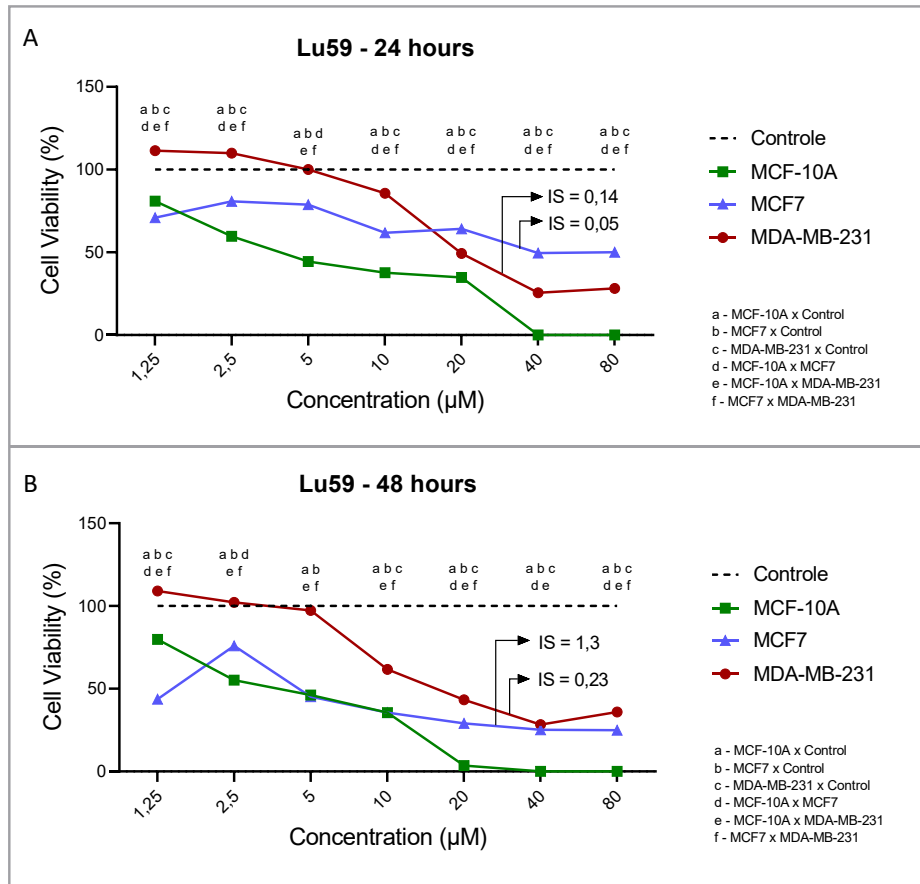 A
Lu59 - 24 hours
Cell Viability (%)
150
100
50
0
a b c
d e f
a b c
d e f
a b d
e f
a b c
d e f
a b c
d e f
a b c
d e f
a b c
d e f
IS = 0,14
IS = 0,05
1,25
2,5
5
10
20
40
80
Concentration (µM)
Controle
MCF-10A
MCF7
MDA-MB-231
a - MCF-10A x Control
b - MCF7 x Control
c - MDA-MB-231 x Control
d - MCF-10A x MCF7
e - MCF-10A x MDA-MB-231
f - MCF7 x MDA-MB-231
B
Lu59 - 48 hours
Cell Viability (%)
150
100
50
0
a b c
d e f
a b d
e f
a b
e f
a b c
e f
a b c
d e f
a b c
d e
a b c
d e f
IS = 1,3
IS = 0,23
1,25
2,5
5
10
20
40
80
Concentration (µM)
Controle
MCF-10A
MCF7
MDA-MB-231
a - MCF-10A x Control
b - MCF7 x Control
c - MDA-MB-231 x Control
d - MCF-10A x MCF7
e - MCF-10A x MDA-MB-231
f - MCF7 x MDA-MB-231